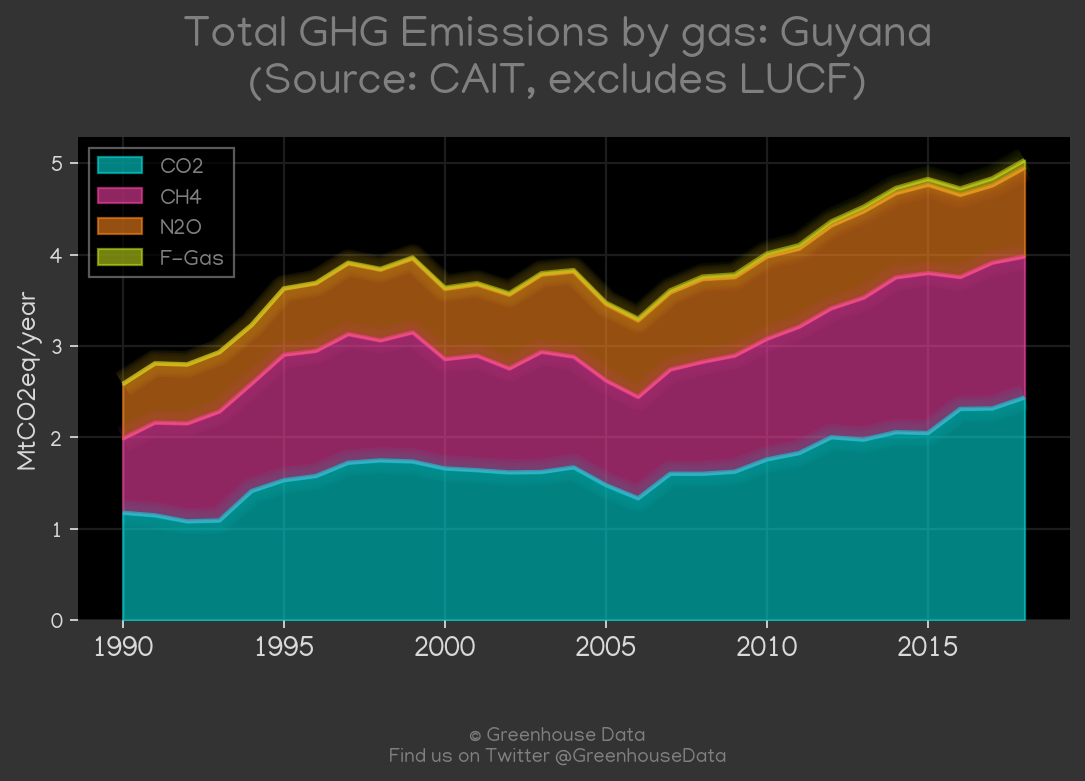 Total GHG Emissions by gas: Guyana
(Source: CAIT, excludes LUCF)
5
4
3
2
1
0
MtCO2eq/year
CO2
CH4
N2O
F-Gas
1990 1995 2000 2005 2010 2015
© Greenhouse Data
Find us on Twitter @GreenhouseData